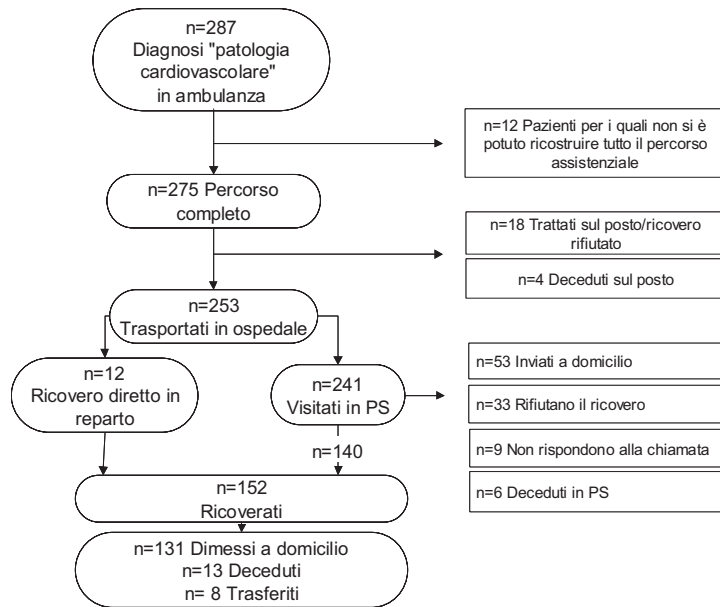 n=287
Diagnosi "patologia
cardiovascolare"
in ambulanza
n=12 Pazienti per i quali non si è
potuto ricostruire tutto il percorso
assistenziale
n=275 Percorso
completo
n=18 Trattati sul posto/ricovero
rifiutato
n=4 Deceduti sul posto
n=253
Trasportati in ospedale
n=12
Ricovero diretto in
reparto
n=241
Visitati in PS
n=53 Inviati a domicilio
n=33 Rifiutano il ricovero
n=9 Non rispondono alla chiamata
n=6 Deceduti in PS
n=140
n=152
Ricoverati
n=131 Dimessi a domicilio
n=13 Deceduti
n= 8 Trasferiti